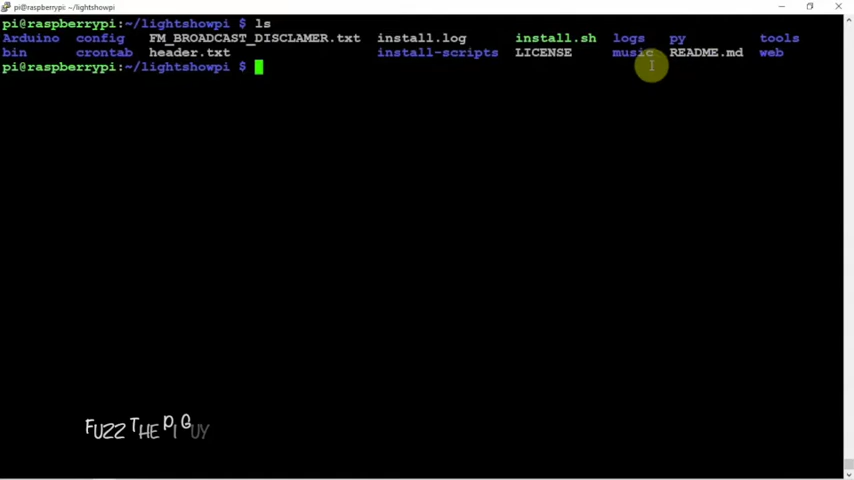 pi@raspberrypi: ~/lightshowpi
pi@raspberrypi:~/lightshowpi $ ls
Arduino config FM_BROADCAST_DISCLAMER.txt install.log install.sh logs py tools
bin crontab header.txt install-scripts LICENSE music README.md web
pi@raspberrypi:~/lightshowpi $
FUZZ THE PI GUY